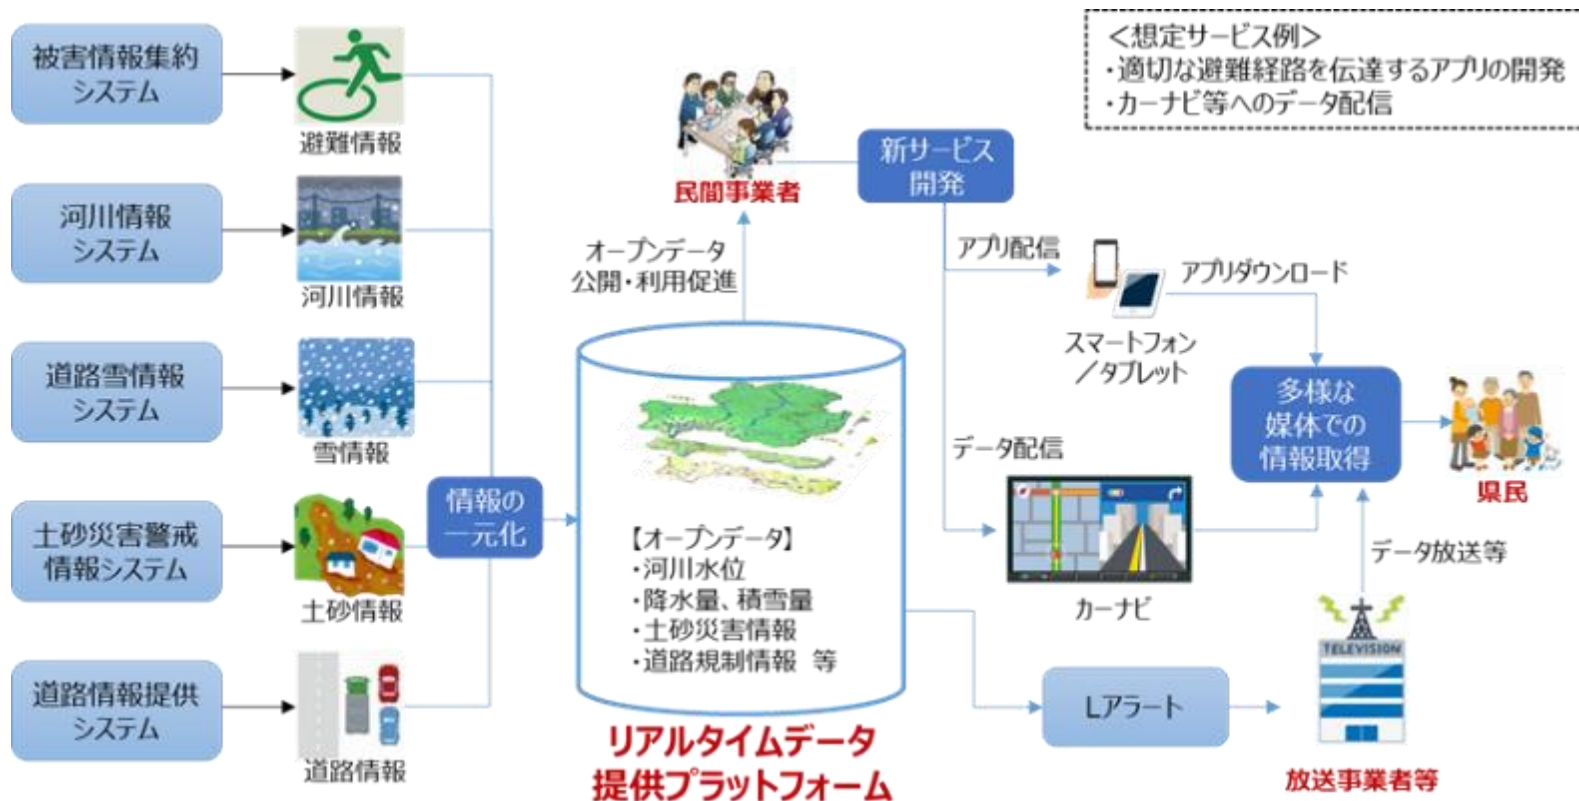 被害情報集約
システム
避難情報
河川情報
システム
河川情報
道路雪情報
システム
雪情報
土砂災害警戒
情報システム
土砂情報
道路情報提供
システム
道路情報
情報の
一元化
民間事業者
オープンデータ
公開・利用促進
【オープンデータ】
・河川水位
・降水量、積雪量
・土砂災害情報
・道路規制情報 等
リアルタイムデータ
提供プラットフォーム
新サービス
開発
＜想定サービス例＞
・適切な避難経路を伝達するアプリの開発
・カーナビ等へのデータ配信
アプリ配信
アプリダウンロード
スマートフォン
／タブレット
データ配信
カーナビ
多様な
媒体での
情報取得
県民
データ放送等
Lアラート
TELEVISION
放送事業者等